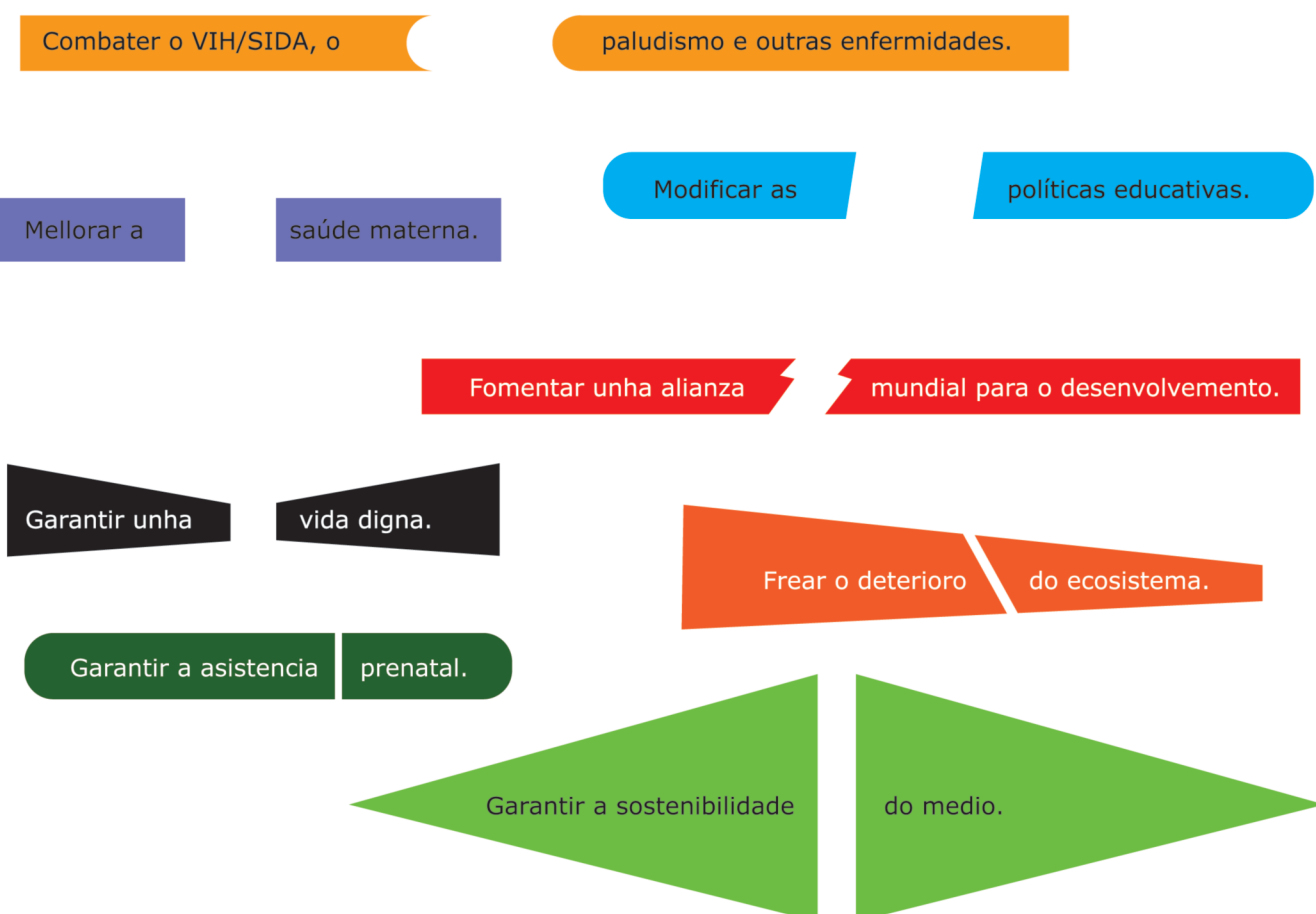 Combater o VIH/SIDA, o paludismo e outras enfermidades.
Modificar as políticas educativas.
Mellorar a saúde materna.
Fomentar unha alianza mundial para o desenvolvemento.
Garantir unha vida digna.
Frear o deterioro do ecosistema.
Garantir a asistencia prenatal.
Garantir a sostenibilidade do medio.